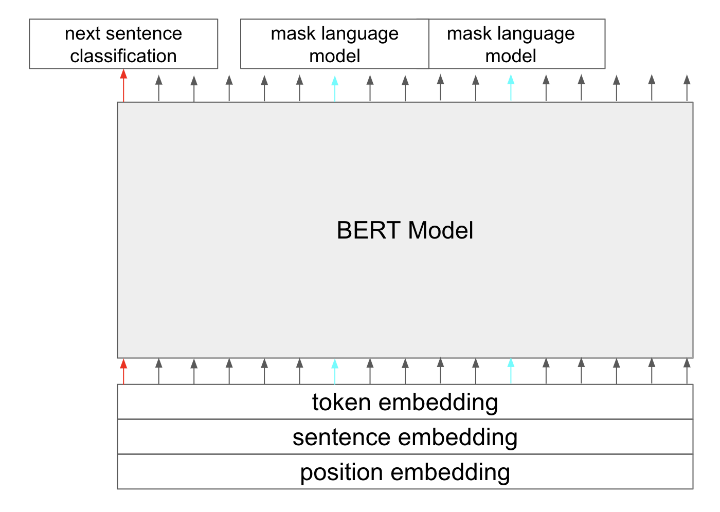 next sentence
classification
mask language
model
mask language
model
BERT Model
token embedding
sentence embedding
position embedding